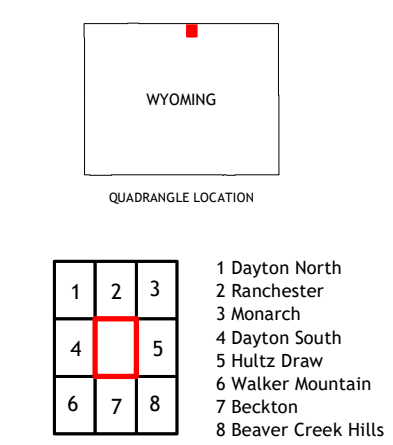 WYOMING
QUADRANGLE LOCATION
1 2 3
4 5
6 7 8
1 Dayton North
2 Ranchester
3 Monarch
4 Dayton South
5 Hultz Draw
6 Walker Mountain
7 Beckton
8 Beaver Creek Hills